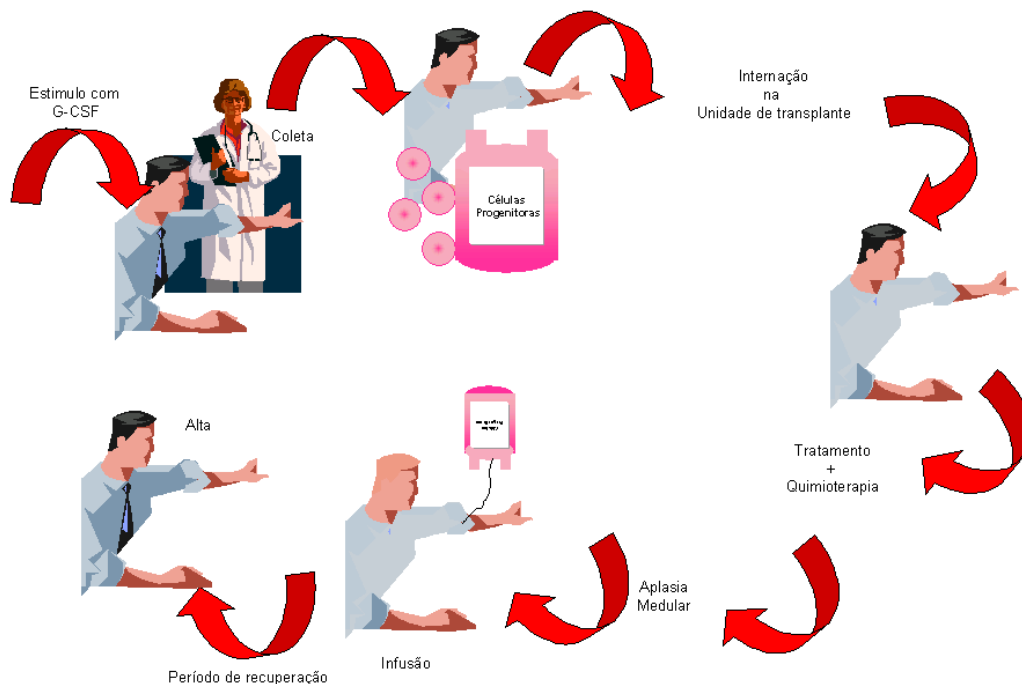 Estimulo com
G-CSF
Coleta
Células
Progenitoras
Internação
na
Unidade de transplante
Tratamento
+
Quimioterapia
Aplasia
Medular
Infusão
Período de recuperação
Alta